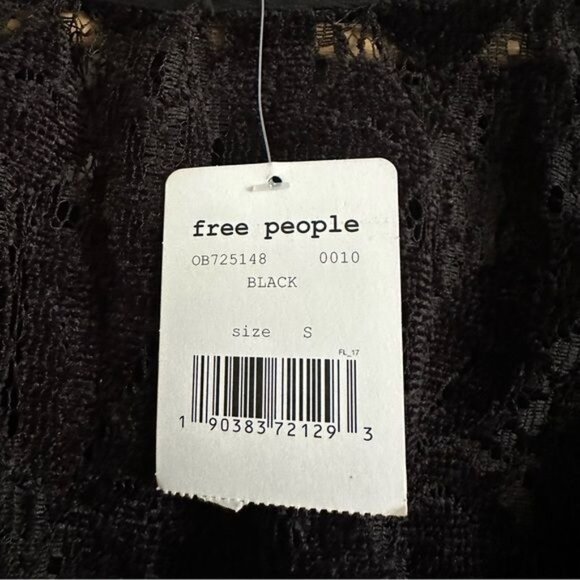 free people
OB725148 0010
BLACK
size S
FL_17
1 90383 72129 3